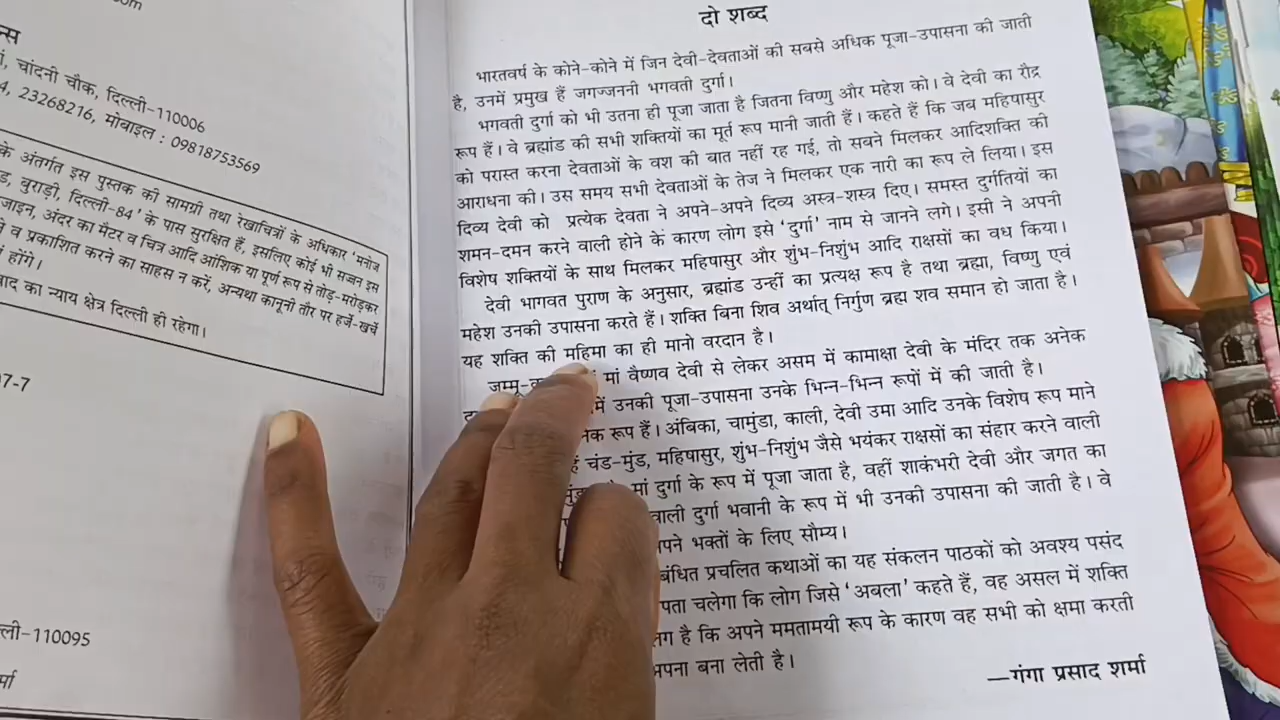 न्स
चांदनी चौक, दिल्ली-110006
4, 23268216, मोबाइल : 09818753569
के अंतर्गत इस पुस्तक की सामग्री तथा रेखाचित्रों के अधिकार 'मनोज
बुराड़ी, दिल्ली-84' के पास सुरक्षित हैं, इसलिए कोई भी सज्जन इस
जाइन, अंदर का मैटर व चित्र आदि आंशिक या पूर्ण रूप से तोड़-मरोड़कर
व प्रकाशित करने का साहस न करें, अन्यथा कानूनी तौर पर हर्जे-खर्चे
होंगे।
वाद का न्याय क्षेत्र दिल्ली ही रहेगा।
97-7
ल्ली-110095
र्मा
दो शब्द
भारतवर्ष के कोने-कोने में जिन देवी-देवताओं की सबसे अधिक पूजा-उपासना की जाती
है, उनमें प्रमुख हैं जगज्जननी भगवती दुर्गा।
भगवती दुर्गा को भी उतना ही पूजा जाता है जितना विष्णु और महेश को। वे देवी का रौद्र
रूप हैं। वे ब्रह्मांड की सभी शक्तियों का मूर्त रूप मानी जाती हैं। कहते हैं कि जब महिषासुर
को परास्त करना देवताओं के वश की बात नहीं रह गई, तो सबने मिलकर आदिशक्ति की
आराधना की। उस समय सभी देवताओं के तेज ने मिलकर एक नारी का रूप ले लिया। इस
दिव्य देवी को प्रत्येक देवता ने अपने-अपने दिव्य अस्त्र-शस्त्र दिए। समस्त दुर्गतियों का
शमन-दमन करने वाली होने के कारण लोग इसे 'दुर्गा' नाम से जानने लगे। इसी ने अपनी
विशेष शक्तियों के साथ मिलकर महिषासुर और शुंभ-निशुंभ आदि राक्षसों का वध किया।
देवी भागवत पुराण के अनुसार, ब्रह्मांड उन्हीं का प्रत्यक्ष रूप है तथा ब्रह्मा, विष्णु एवं
महेश उनकी उपासना करते हैं। शक्ति बिना शिव अर्थात् निर्गुण ब्रह्म शव समान हो जाता है।
यह शक्ति की महिमा का ही मानो वरदान है।
जम्मू- मां वैष्णव देवी से लेकर असम में कामाक्षा देवी के मंदिर तक अनेक
में उनकी पूजा-उपासना उनके भिन्न-भिन्न रूपों में की जाती है।
रूप हैं। अंबिका, चामुंडा, काली, देवी उमा आदि उनके विशेष रूप माने
चंड-मुंड, महिषासुर, शुंभ-निशुंभ जैसे भयंकर राक्षसों का संहार करने वाली
मां दुर्गा के रूप में पूजा जाता है, वहीं शाकंभरी देवी और जगत का
वाली दुर्गा भवानी के रूप में भी उनकी उपासना की जाती है। वे
अपने भक्तों के लिए सौम्य।
बंधित प्रचलित कथाओं का यह संकलन पाठकों को अवश्य पसंद
पता चलेगा कि लोग जिसे 'अबला' कहते हैं, वह असल में शक्ति
है कि अपने ममतामयी रूप के कारण वह सभी को क्षमा करती
अपना बना लेती है।
—गंगा प्रसाद शर्मा